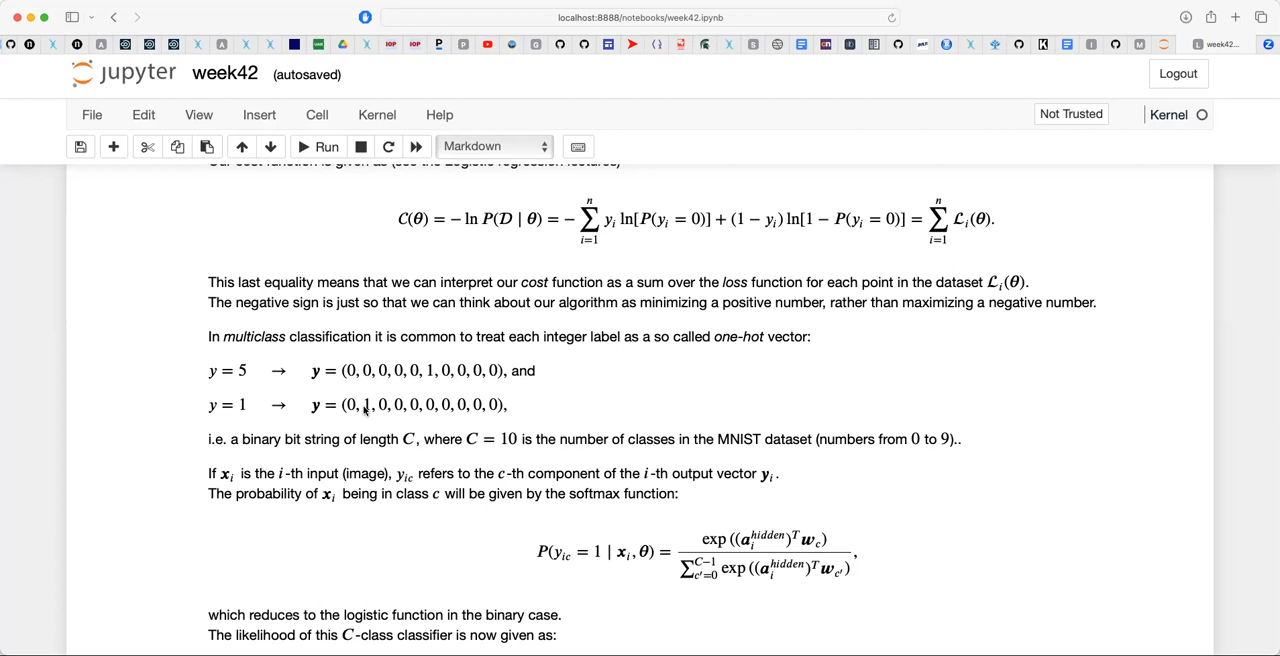 localhost:8888/notebooks/week42.ipynb
week42...
jupyter week42 (autosaved)
Logout
File Edit View Insert Cell Kernel Help
Not Trusted
Kernel
Run
Markdown
C(θ) = − ln P(𝒟 | θ) = − ∑_{i=1}^{n} y_i ln[P(y_i = 0)] + (1 − y_i) ln[1 − P(y_i = 0)] = ∑_{i=1}^{n} ℒ_i(θ).
This last equality means that we can interpret our cost function as a sum over the loss function for each point in the dataset ℒ_i(θ).
The negative sign is just so that we can think about our algorithm as minimizing a positive number, rather than maximizing a negative number.
In multiclass classification it is common to treat each integer label as a so called one-hot vector:
y = 5 → y = (0, 0, 0, 0, 0, 1, 0, 0, 0, 0), and
y = 1 → y = (0, 1, 0, 0, 0, 0, 0, 0, 0, 0),
i.e. a binary bit string of length C, where C = 10 is the number of classes in the MNIST dataset (numbers from 0 to 9)..
If x_i is the i-th input (image), y_{ic} refers to the c-th component of the i-th output vector y_i.
The probability of x_i being in class c will be given by the softmax function:
P(y_{ic} = 1 | x_i, θ) = exp ((a_i^{hidden})^T w_c) / ∑_{c'=0}^{C−1} exp ((a_i^{hidden})^T w_{c'}),
which reduces to the logistic function in the binary case.
The likelihood of this C-class classifier is now given as: